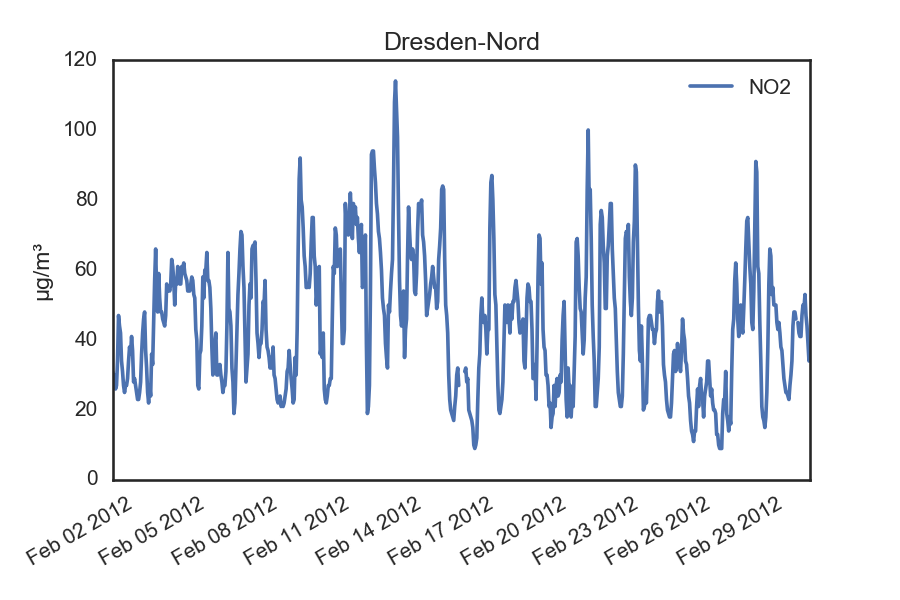 Dresden-Nord
120
100
80
60
40
20
0
µg/m³
NO2
Feb 02 2012
Feb 05 2012
Feb 08 2012
Feb 11 2012
Feb 14 2012
Feb 17 2012
Feb 20 2012
Feb 23 2012
Feb 26 2012
Feb 29 2012